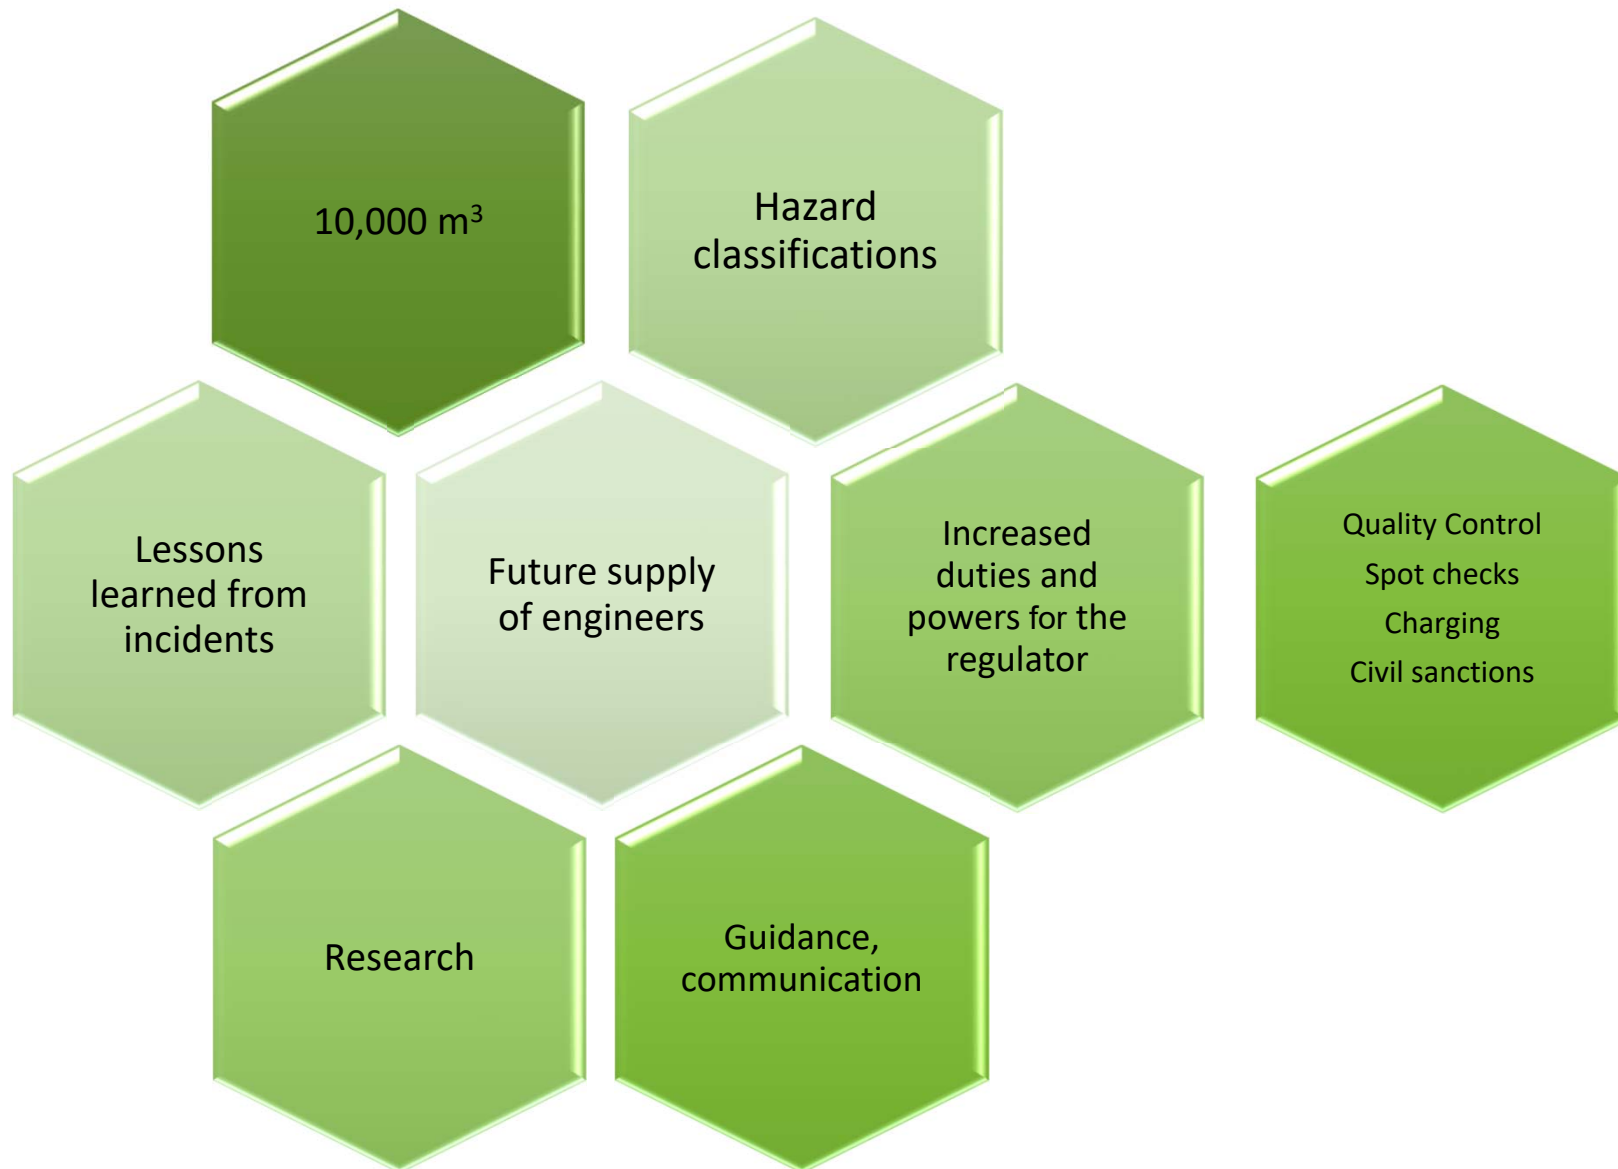 10,000 m³
Hazard
classifications
Lessons
learned from
incidents
Future supply
of engineers
Increased
duties and
powers for the
regulator
Quality Control
Spot checks
Charging
Civil sanctions
Research
Guidance,
communication